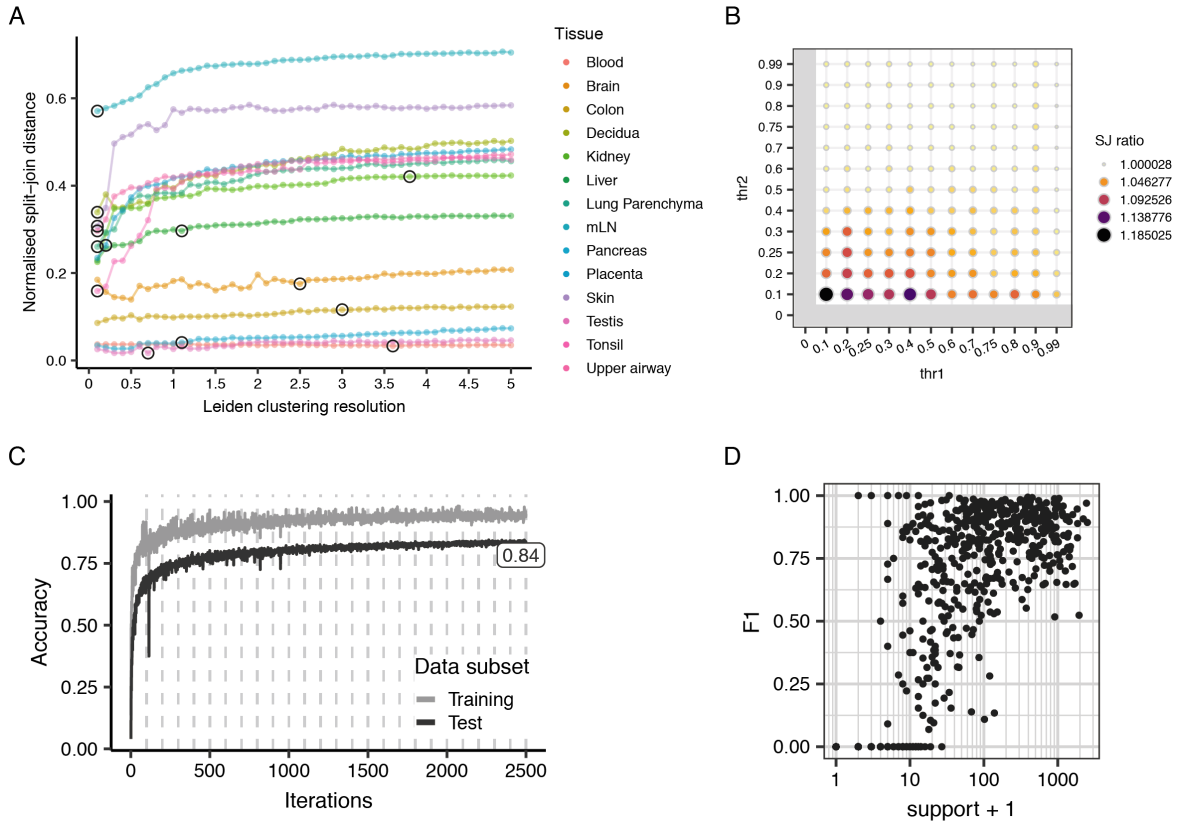 A
Normalised split−join distance
0.6
0.4
0.2
0.0
0 0.5 1 1.5 2 2.5 3 3.5 4 4.5 5
Leiden clustering resolution
Tissue
Blood
Brain
Colon
Decidua
Kidney
Liver
Lung Parenchyma
mLN
Pancreas
Placenta
Skin
Testis
Tonsil
Upper airway
B
thr2
0.99
0.9
0.8
0.75
0.7
0.6
0.5
0.4
0.3
0.25
0.2
0.1
0
0 0.1 0.2 0.25 0.3 0.4 0.5 0.6 0.7 0.75 0.8 0.9 0.99
thr1
SJ ratio
1.000028
1.046277
1.092526
1.138776
1.185025
C
Accuracy
1.00
0.75
0.50
0.25
0.00
0.84
Data subset
Training
Test
0 500 1000 1500 2000 2500
Iterations
D
F1
1.00
0.75
0.50
0.25
0.00
1 10 100 1000
support + 1